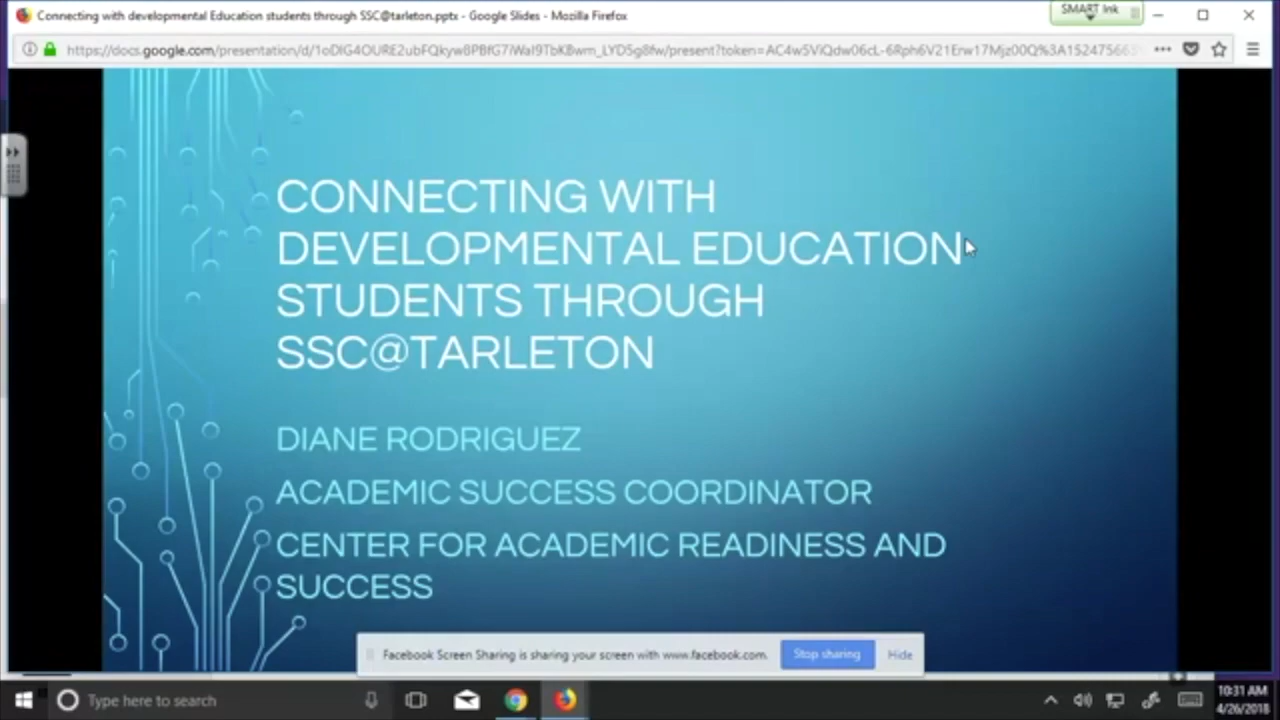 Connecting with developmental Education students through SSC@tarleton.pptx - Google Slides - Mozilla Firefox
SMART Ink
CONNECTING WITH
DEVELOPMENTAL EDUCATION
STUDENTS THROUGH
SSC@TARLETON
DIANE RODRIGUEZ
ACADEMIC SUCCESS COORDINATOR
CENTER FOR ACADEMIC READINESS AND
SUCCESS
Facebook Screen Sharing is sharing your screen with www.facebook.com.
Stop sharing
Hide
Type here to search
10:31 AM
4/26/2018